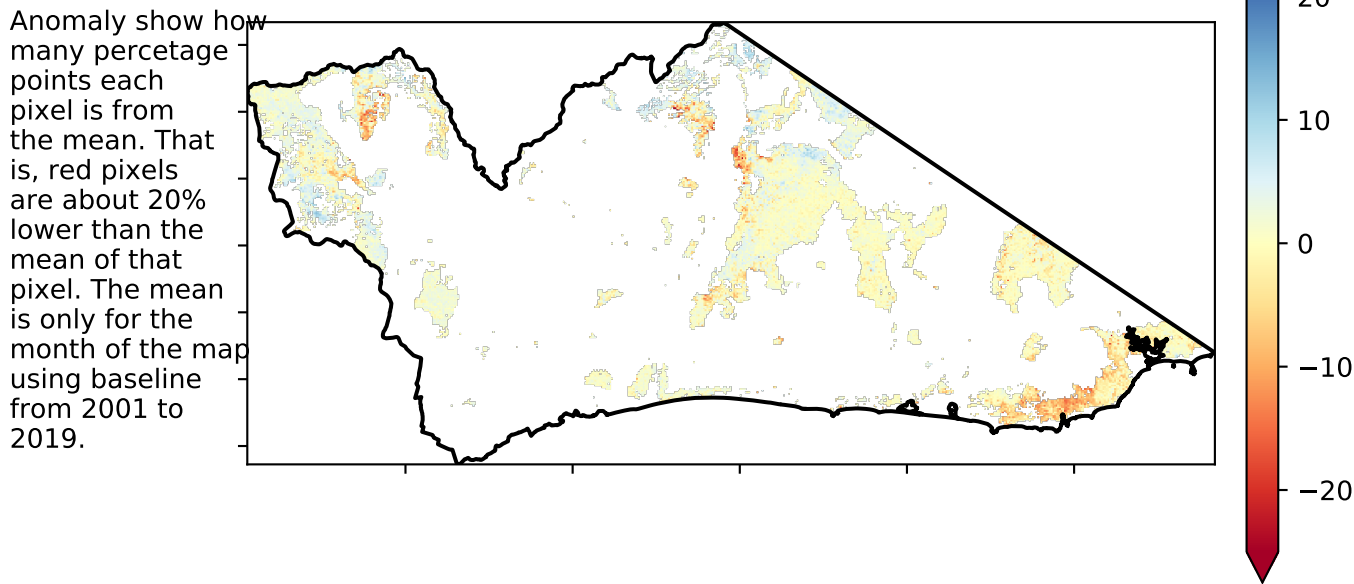 Anomaly show how
many percetage
points each
pixel is from
the mean. That
is, red pixels
are about 20%
lower than the
mean of that
pixel. The mean
is only for the
month of the map
using baseline
from 2001 to
2019.
20
10
0
−10
−20